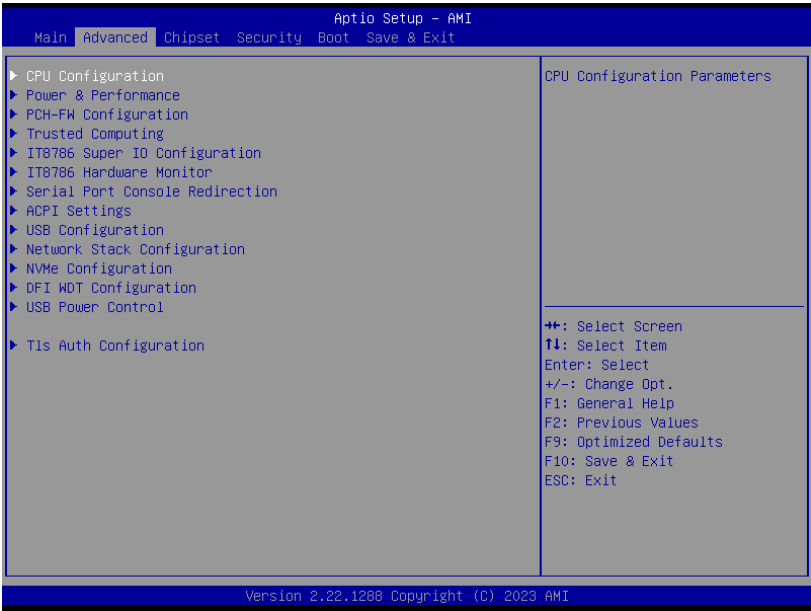 Aptio Setup – AMI
Main Advanced Chipset Security Boot Save & Exit
CPU Configuration
Power & Performance
PCH-FW Configuration
Trusted Computing
IT8786 Super IO Configuration
IT8786 Hardware Monitor
Serial Port Console Redirection
ACPI Settings
USB Configuration
Network Stack Configuration
NVMe Configuration
DFI WDT Configuration
USB Power Control
Tls Auth Configuration
CPU Configuration Parameters
→←: Select Screen
↑↓: Select Item
Enter: Select
+/-: Change Opt.
F1: General Help
F2: Previous Values
F9: Optimized Defaults
F10: Save & Exit
ESC: Exit
Version 2.22.1288 Copyright (C) 2023 AMI